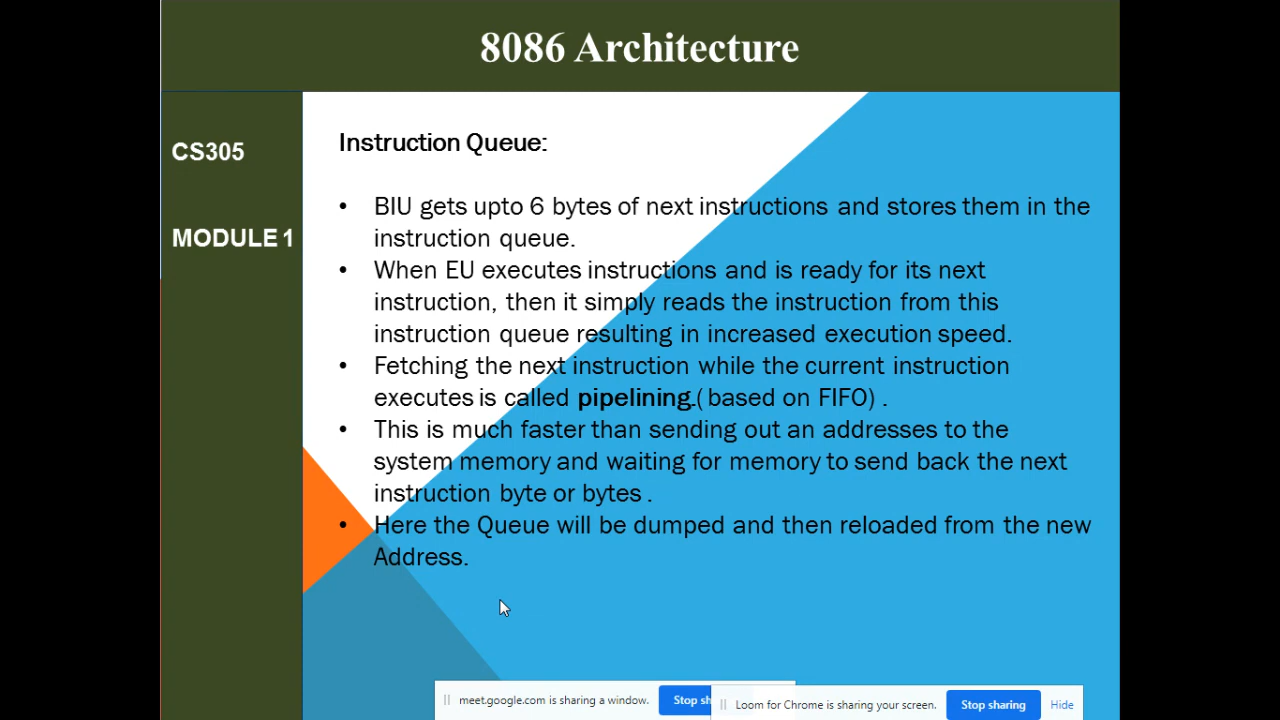 8086 Architecture
CS305
MODULE 1
Instruction Queue:
• BIU gets upto 6 bytes of next instructions and stores them in the
instruction queue.
• When EU executes instructions and is ready for its next
instruction, then it simply reads the instruction from this
instruction queue resulting in increased execution speed.
• Fetching the next instruction while the current instruction
executes is called pipelining.( based on FIFO) .
• This is much faster than sending out an addresses to the
system memory and waiting for memory to send back the next
instruction byte or bytes .
• Here the Queue will be dumped and then reloaded from the new
Address.
meet.google.com is sharing a window. Stop sh
Loom for Chrome is sharing your screen. Stop sharing Hide